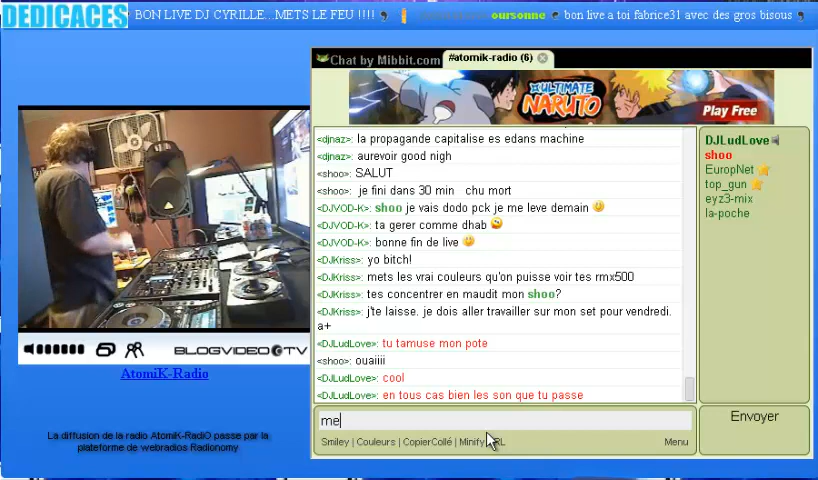 DEDICACES
BON LIVE DJ CYRILLE...METS LE FEU !!!!
oursonne
bon live a toi fabrice31 avec des gros bisous
Chat by Mibbit.com
#atomik-radio (6)
ULTIMATE
NARUTO
Play Free
<djnaz>: la propagande capitalise es edans machine
<djnaz>: aurevoir good nigh
<shoo>: SALUT
<shoo>: je fini dans 30 min chu mort
<DJVOD-K>: shoo je vais dodo pck je me leve demain
<DJVOD-K>: ta gerer comme dhab
<DJVOD-K>: bonne fin de live
<DJKriss>: yo bitch!
<DJKriss>: mets les vrai couleurs qu'on puisse voir tes rmx500
<DJKriss>: tes concentrer en maudit mon shoo?
<DJKriss>: j'te laisse. je dois aller travailler sur mon set pour vendredi.
a+
<DJLudLove>: tu tamuse mon pote
<shoo>: ouaiiii
<DJLudLove>: cool
<DJLudLove>: en tous cas bien les son que tu passe
DJLudLove
shoo
EuropNet
top_gun
eyz3-mix
la-poche
me
Envoyer
Smiley | Couleurs | CopierCollé | Minify RL
Menu
BLOGVIDEO TV
AtomiK-Radio
La diffusion de la radio AtomiK-RadiO passe par la
plateforme de webradios Radionomy